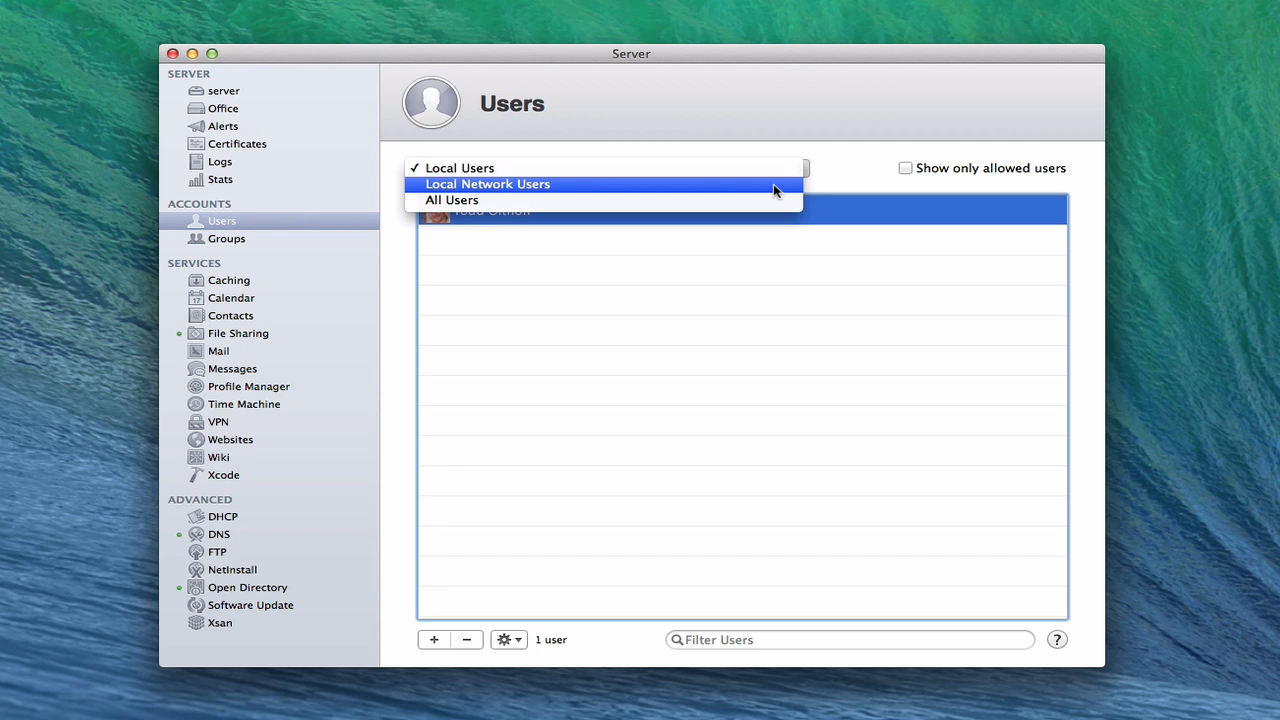 Server
SERVER
server
Office
Alerts
Certificates
Logs
Stats
ACCOUNTS
Users
Groups
SERVICES
Caching
Calendar
Contacts
File Sharing
Mail
Messages
Profile Manager
Time Machine
VPN
Websites
Wiki
Xcode
ADVANCED
DHCP
DNS
FTP
NetInstall
Open Directory
Software Update
Xsan
Users
✓ Local Users
Local Network Users
All Users
Show only allowed users
+ − 1 user
Filter Users
?